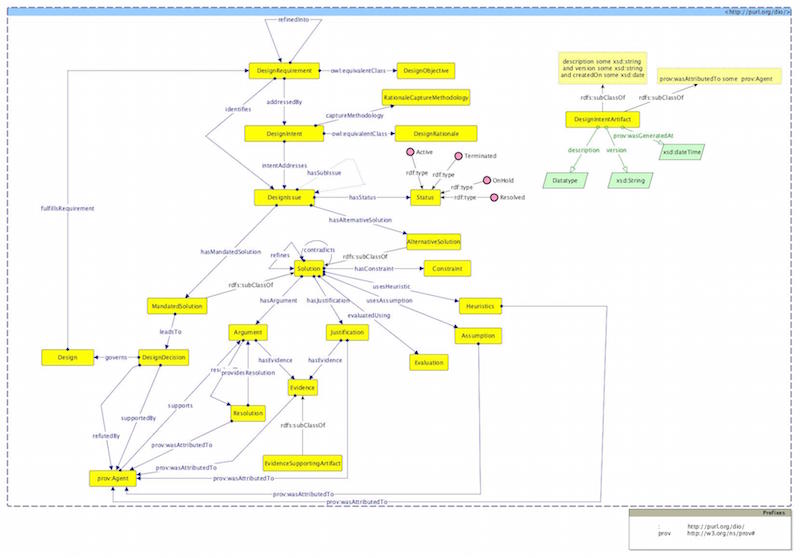 <http://purl.org/dio/>
refinedInto
DesignRequirement
owl:equivalentClass
DesignObjective
description some xsd:string
and version some xsd:string
and createdOn some xsd:date
prov:wasAttributedTo some prov:Agent
rdfs:subClassOf
rdfs:subClassOf
identifies
addressedBy
RationaleCaptureMethodology
captureMethodology
DesignIntent
owl:equivalentClass
DesignRationale
DesignIntentArtifact
prov:wasGeneratedAt
description
version
xsd:dateTime
Datatype
xsd:String
intentAddresses
hasSubIssue
Active
Terminated
rdf:type
rdf:type
OnHold
rdf:type
DesignIssue
hasStatus
Status
rdf:type
Resolved
fulfillsRequirement
hasAlternativeSolution
hasMandatedSolution
AlternativeSolution
contradicts
refines
rdfs:subClassOf
Solution
hasConstraint
Constraint
rdfs:subClassOf
usesHeuristic
MandatedSolution
hasArgument
hasJustification
usesAssumption
Heuristics
evaluatedUsing
leadsTo
Argument
Justification
Assumption
Design
governs
DesignDecision
hasEvidence
hasEvidence
Evaluation
providesResolution
Evidence
supports
supportedBy
Resolution
rdfs:subClassOf
refutedBy
prov:wasAttributedTo
EvidenceSupportingArtifact
prov:wasAttributedTo
prov:Agent
prov:wasAttributedTo
prov:wasAttributedTo
prov:wasAttributedTo
Prefixes
: http://purl.org/dio/
prov http://w3.org/ns/prov#